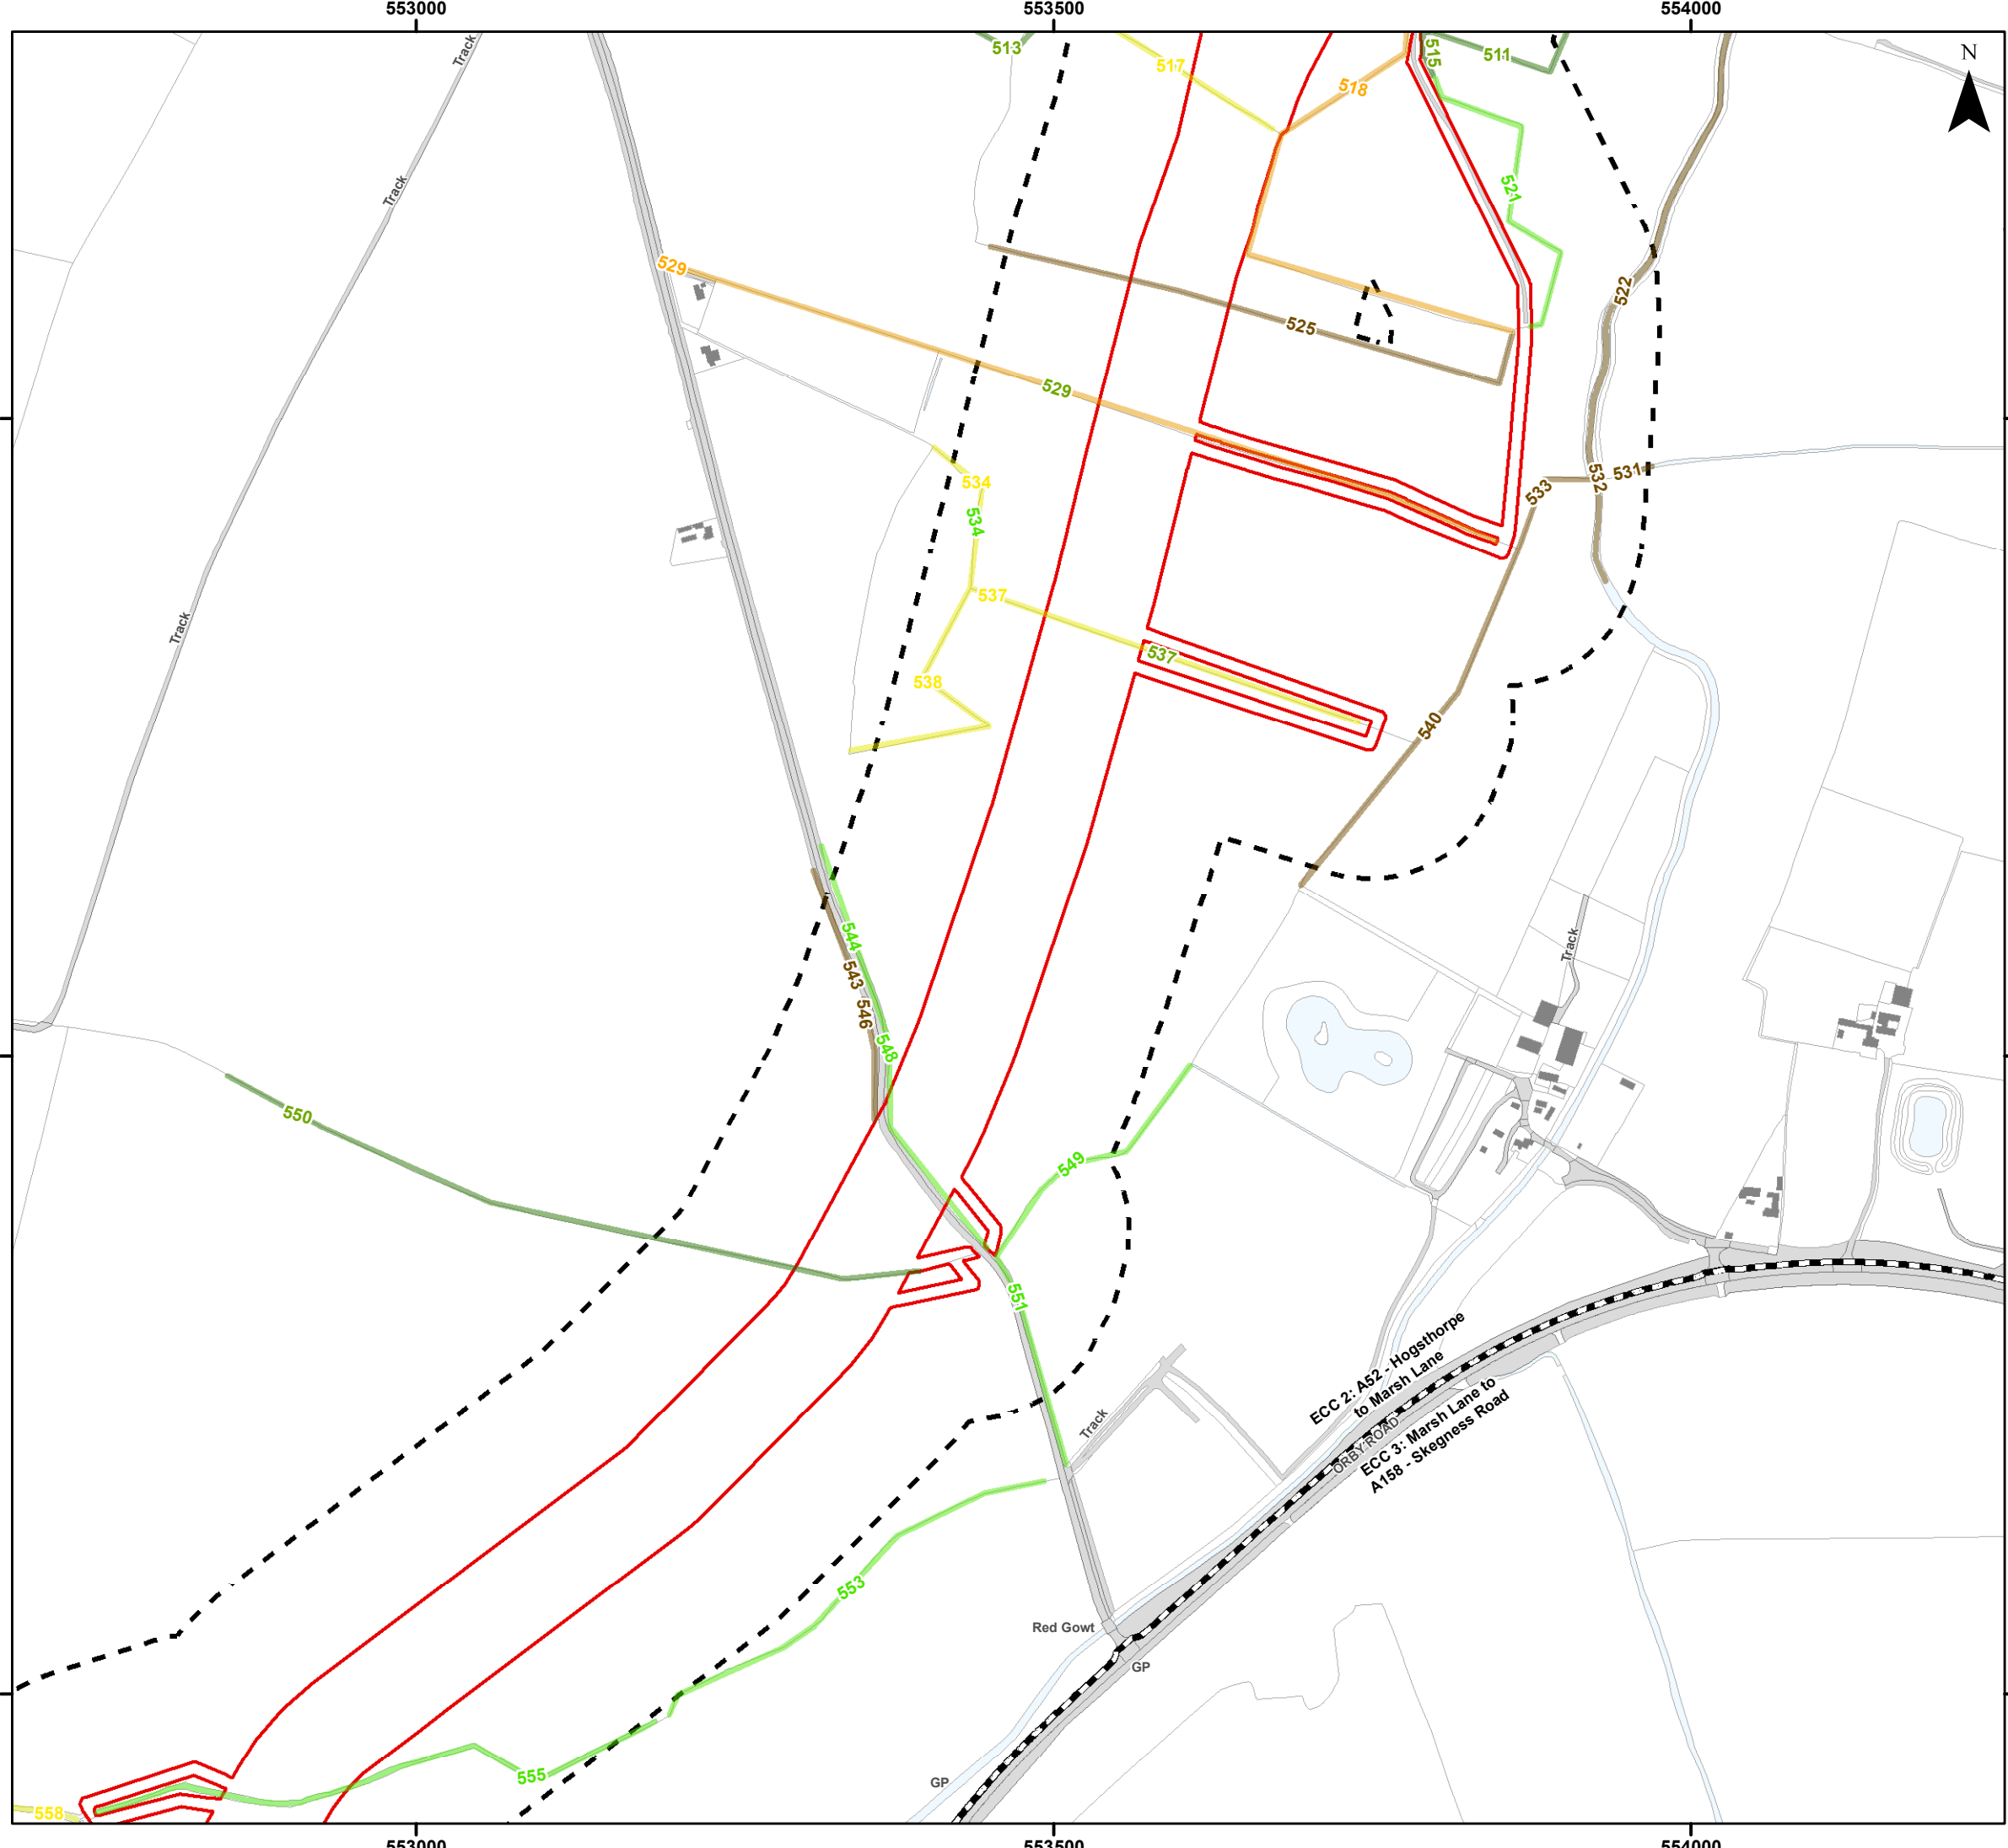 553000
553500
554000
Track
513
517
515
511
N
518
Track
521
529
522
525
529
534
532
531
533
534
537
Track
537
538
540
544
Track
543
546
548
550
549
551
ECC 2: A52 - Hogsthorpe
to Marsh Lane
Track
ORBY ROAD
ECC 3: Marsh Lane to
A158 - Skegness Road
553
Red Gowt
GP
555
GP
558
553000
553500
554000